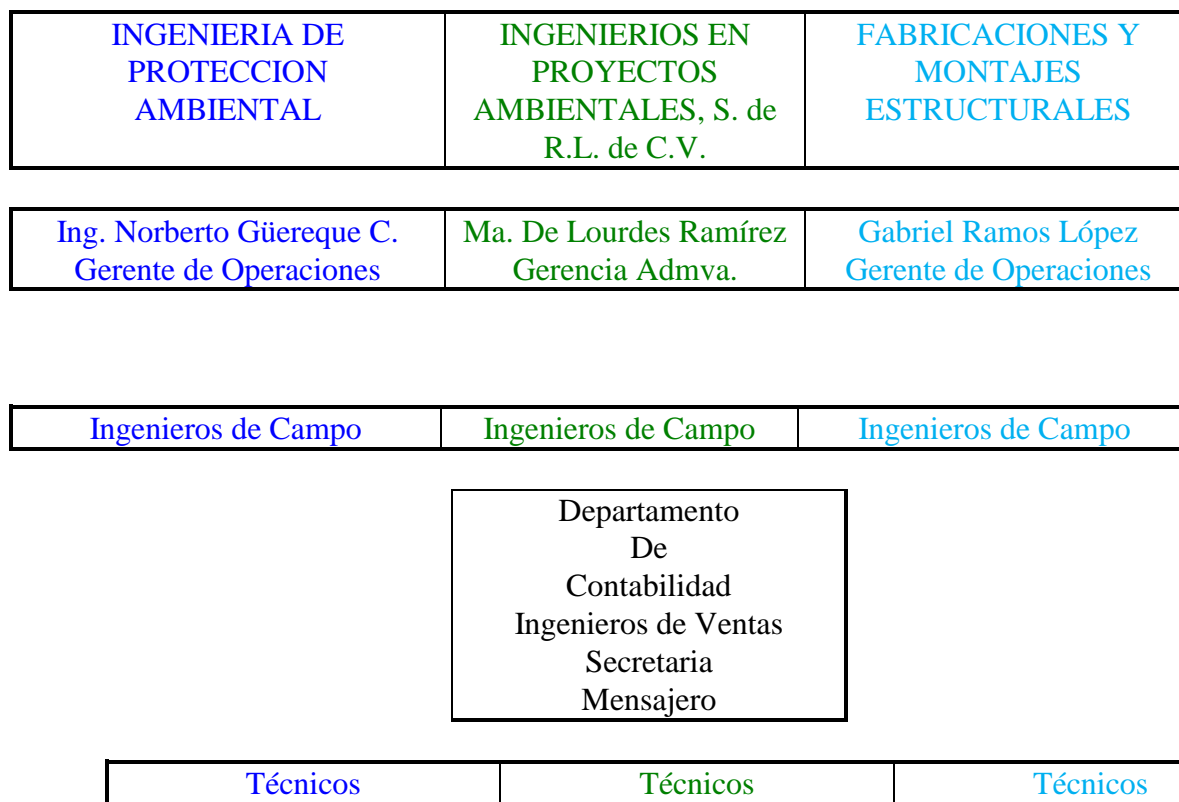 INGENIERIA DE
PROTECCION
AMBIENTAL
INGENIERIOS EN
PROYECTOS
AMBIENTALES, S. de
R.L. de C.V.
FABRICACIONES Y
MONTAJES
ESTRUCTURALES
Ing. Norberto Güereque C.
Gerente de Operaciones
Ma. De Lourdes Ramírez
Gerencia Admva.
Gabriel Ramos López
Gerente de Operaciones
Ingenieros de Campo
Ingenieros de Campo
Ingenieros de Campo
Departamento
De
Contabilidad
Ingenieros de Ventas
Secretaria
Mensajero
Técnicos
Técnicos
Técnicos